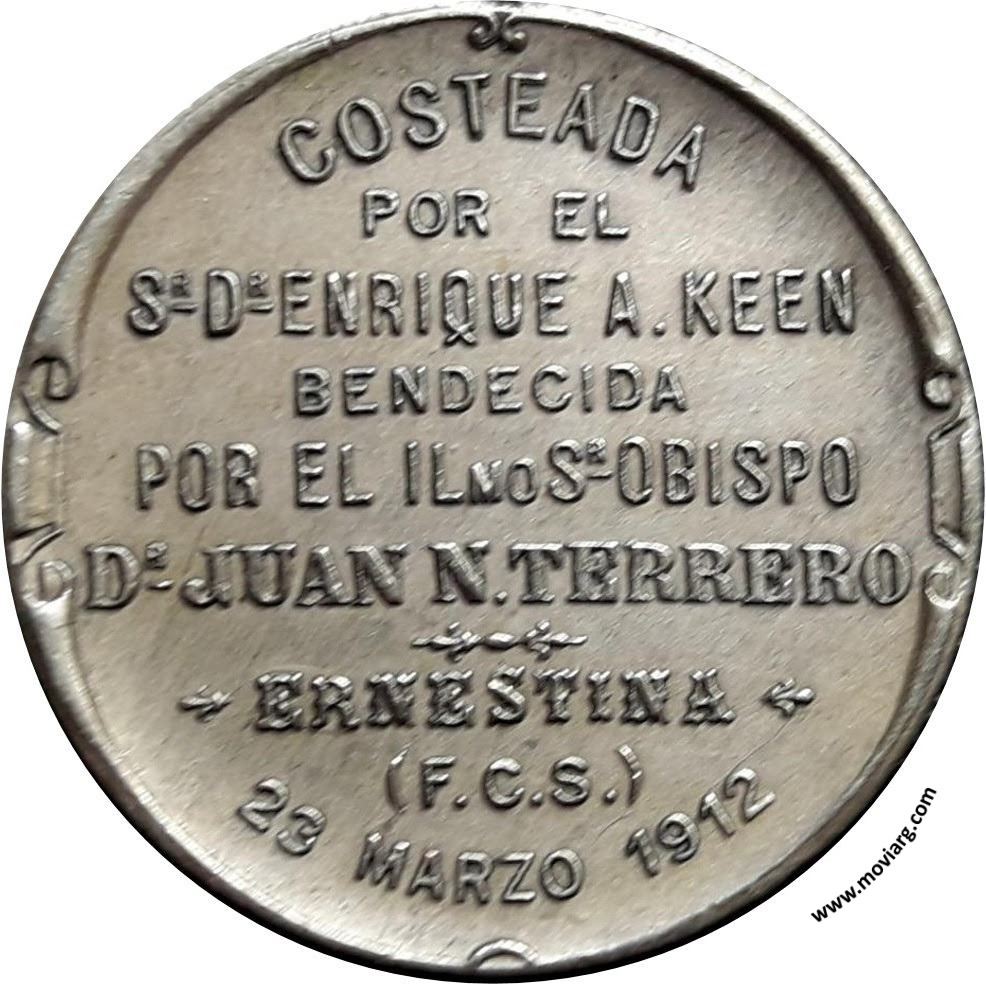 COSTEADA
POR EL
SR. DR. ENRIQUE A. KEEN
BENDECIDA
POR EL ILMO SR. OBISPO
DR. JUAN N. TERRERO
ERNESTINA
(F.C.S.)
23 MARZO 1912
www.moviarg.com